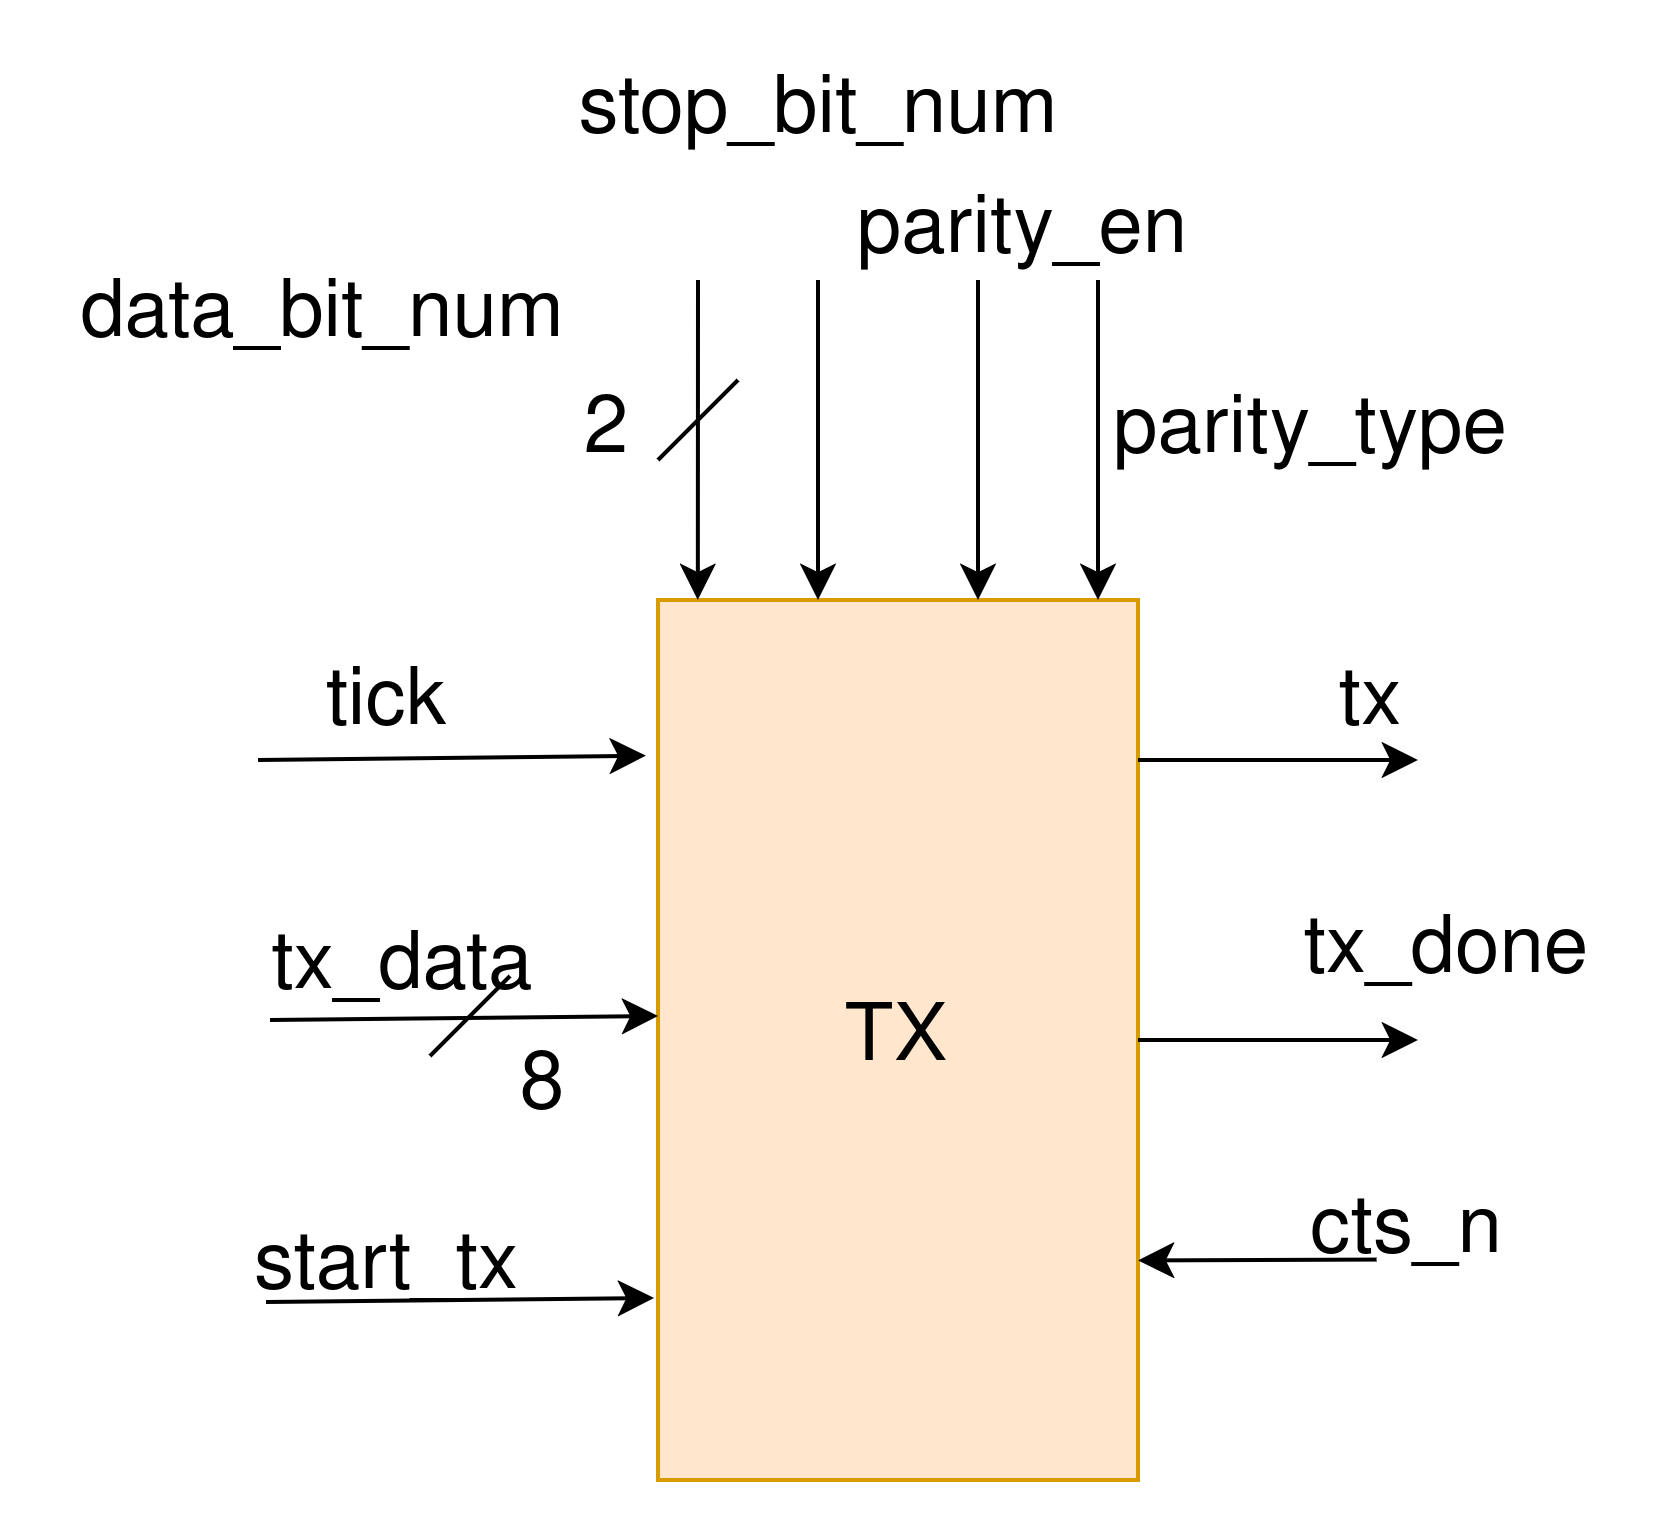 stop_bit_num
parity_en
data_bit_num
2
parity_type
tick
tx
tx_data
tx_done
TX
8
start_tx
cts_n